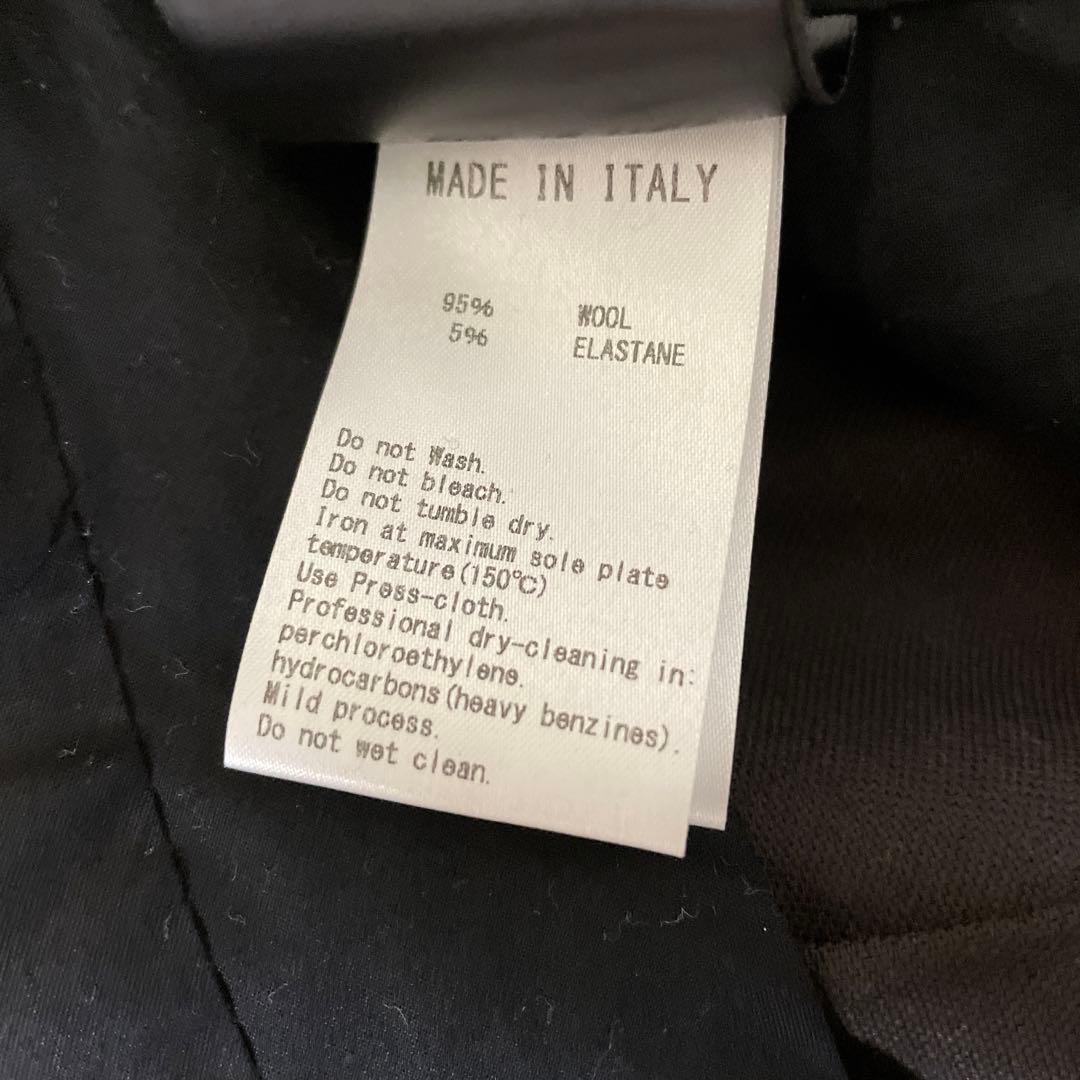 MADE IN ITALY
95% WOOL
5% ELASTANE
Do not Wash.
Do not bleach.
Do not tumble dry.
Iron at maximum sole plate
temperature(150℃)
Use Press-cloth.
Professional dry-cleaning in:
perchloroethylene.
hydrocarbons(heavy benzines).
Mild process.
Do not wet clean.